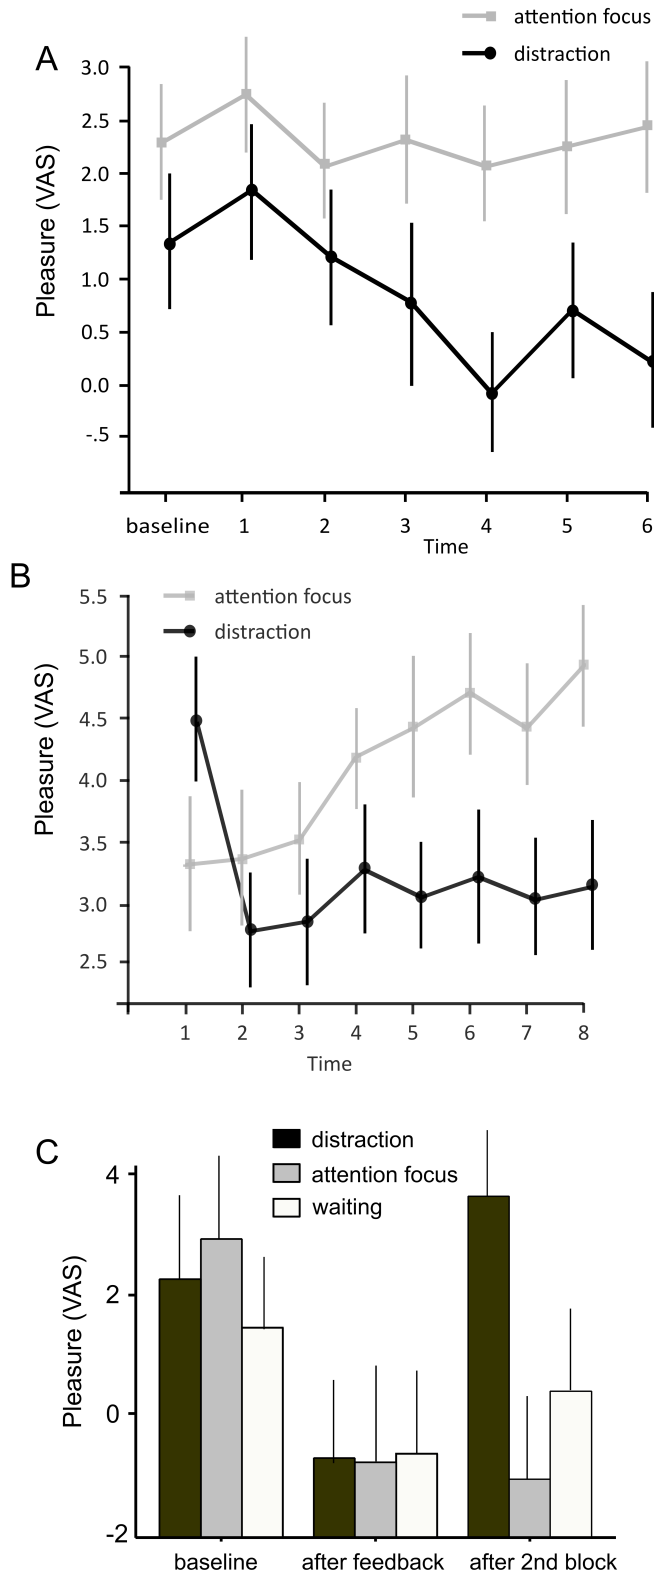 attention focus
A
distraction
3.0
2.5
2.0
1.5
1.0
0.5
0.0
-.5
Pleasure (VAS)
baseline 1 2 3 4 5 6
Time
B
5.5
attention focus
distraction
5.0
4.5
4.0
3.5
3.0
2.5
Pleasure (VAS)
1 2 3 4 5 6 7 8
Time
C
distraction
attention focus
waiting
4
2
0
-2
Pleasure (VAS)
baseline after feedback after 2nd block